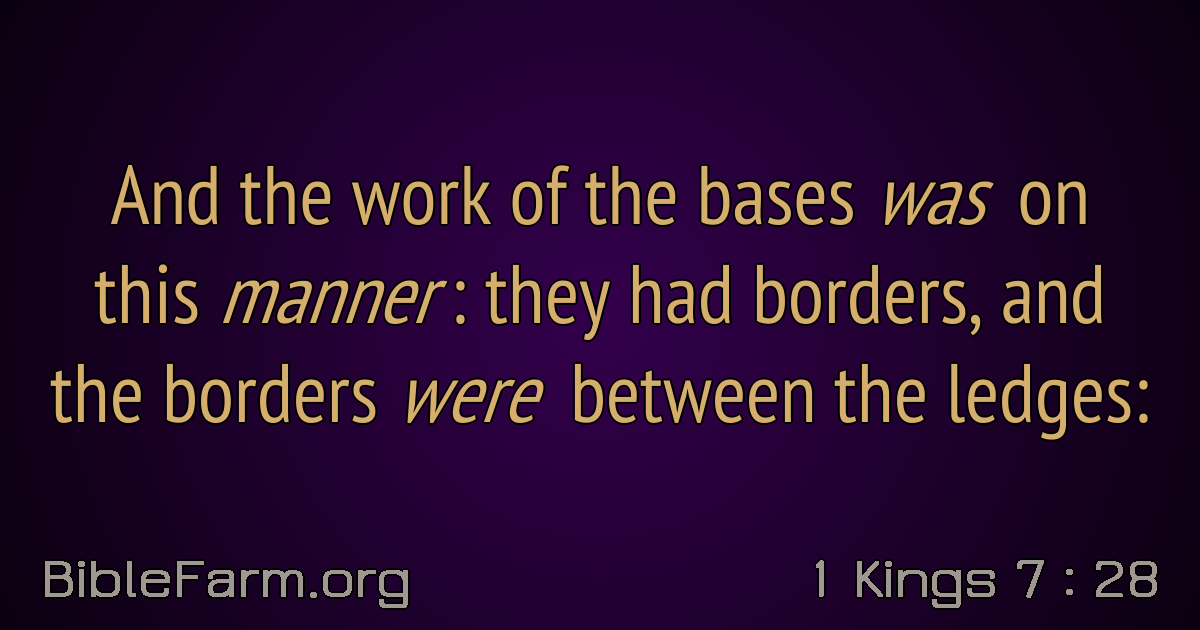 And the work of the bases was on
this manner: they had borders, and
the borders were between the ledges:
BibleFarm.org
1 Kings 7 : 28